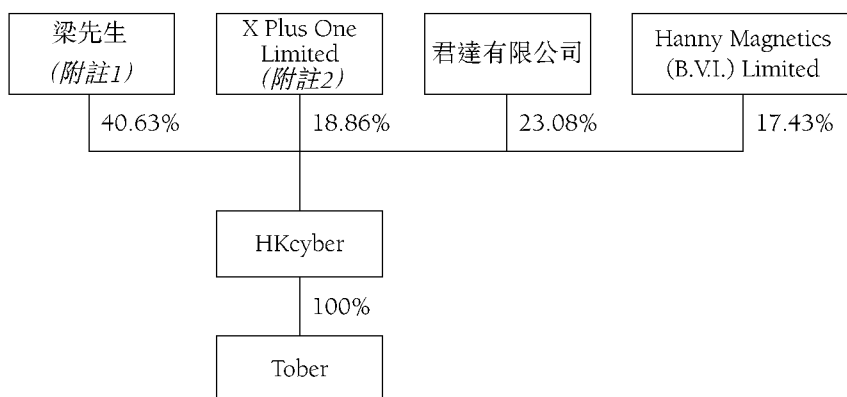 梁先生
(附註1)
X Plus One
Limited
(附註2)
君達有限公司
Hanny Magnetics
(B.V.I.) Limited
40.63%
18.86%
23.08%
17.43%
HKcyber
100%
Tober